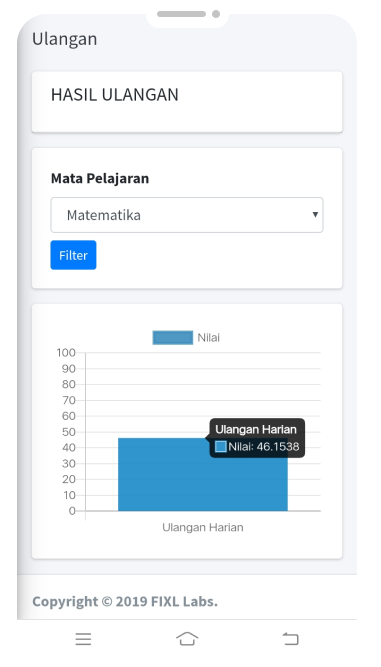 Ulangan
HASIL ULANGAN
Mata Pelajaran
Matematika
Filter
Nilai
100
90
80
70
60
50
40
30
20
10
0
Ulangan Harian
Nilai: 46.1538
Ulangan Harian
Copyright © 2019 FIXL Labs.